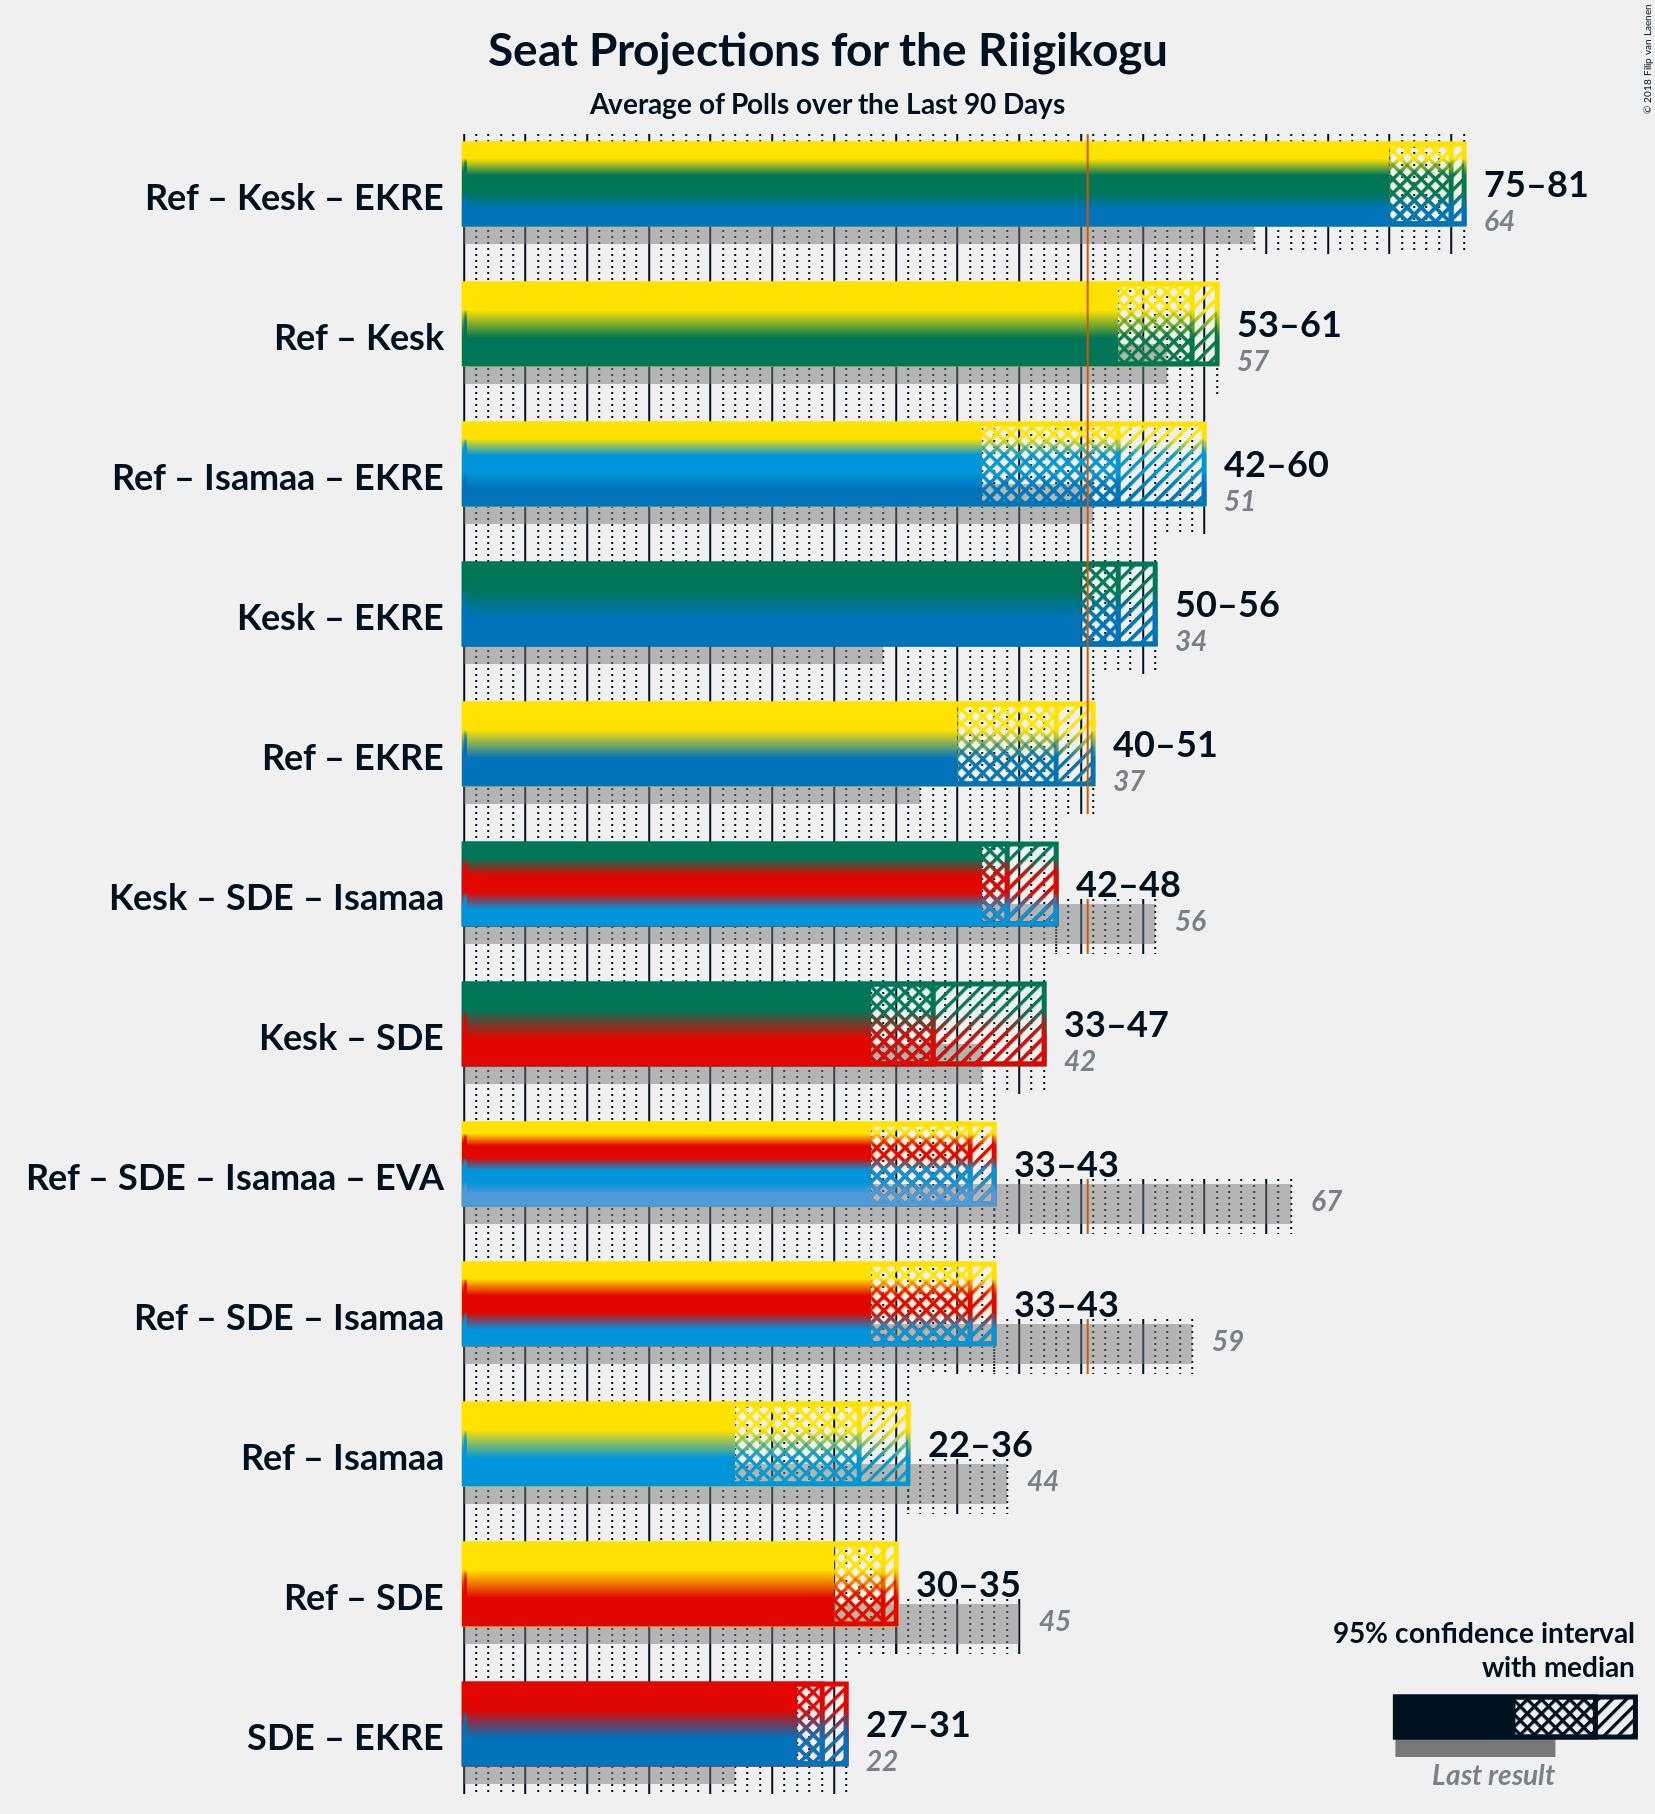 Seat Projections for the Riigikogu
Average of Polls over the Last 90 Days
© 2018 Filip van Laenen
Ref – Kesk – EKRE
75–81
64
Ref – Kesk
53–61
57
Ref – Isamaa – EKRE
42–60
51
Kesk – EKRE
50–56
34
Ref – EKRE
40–51
37
Kesk – SDE – Isamaa
42–48
56
Kesk – SDE
33–47
42
Ref – SDE – Isamaa – EVA
33–43
67
Ref – SDE – Isamaa
33–43
59
Ref – Isamaa
22–36
44
Ref – SDE
30–35
45
SDE – EKRE
27–31
22
95% confidence interval
with median
Last result